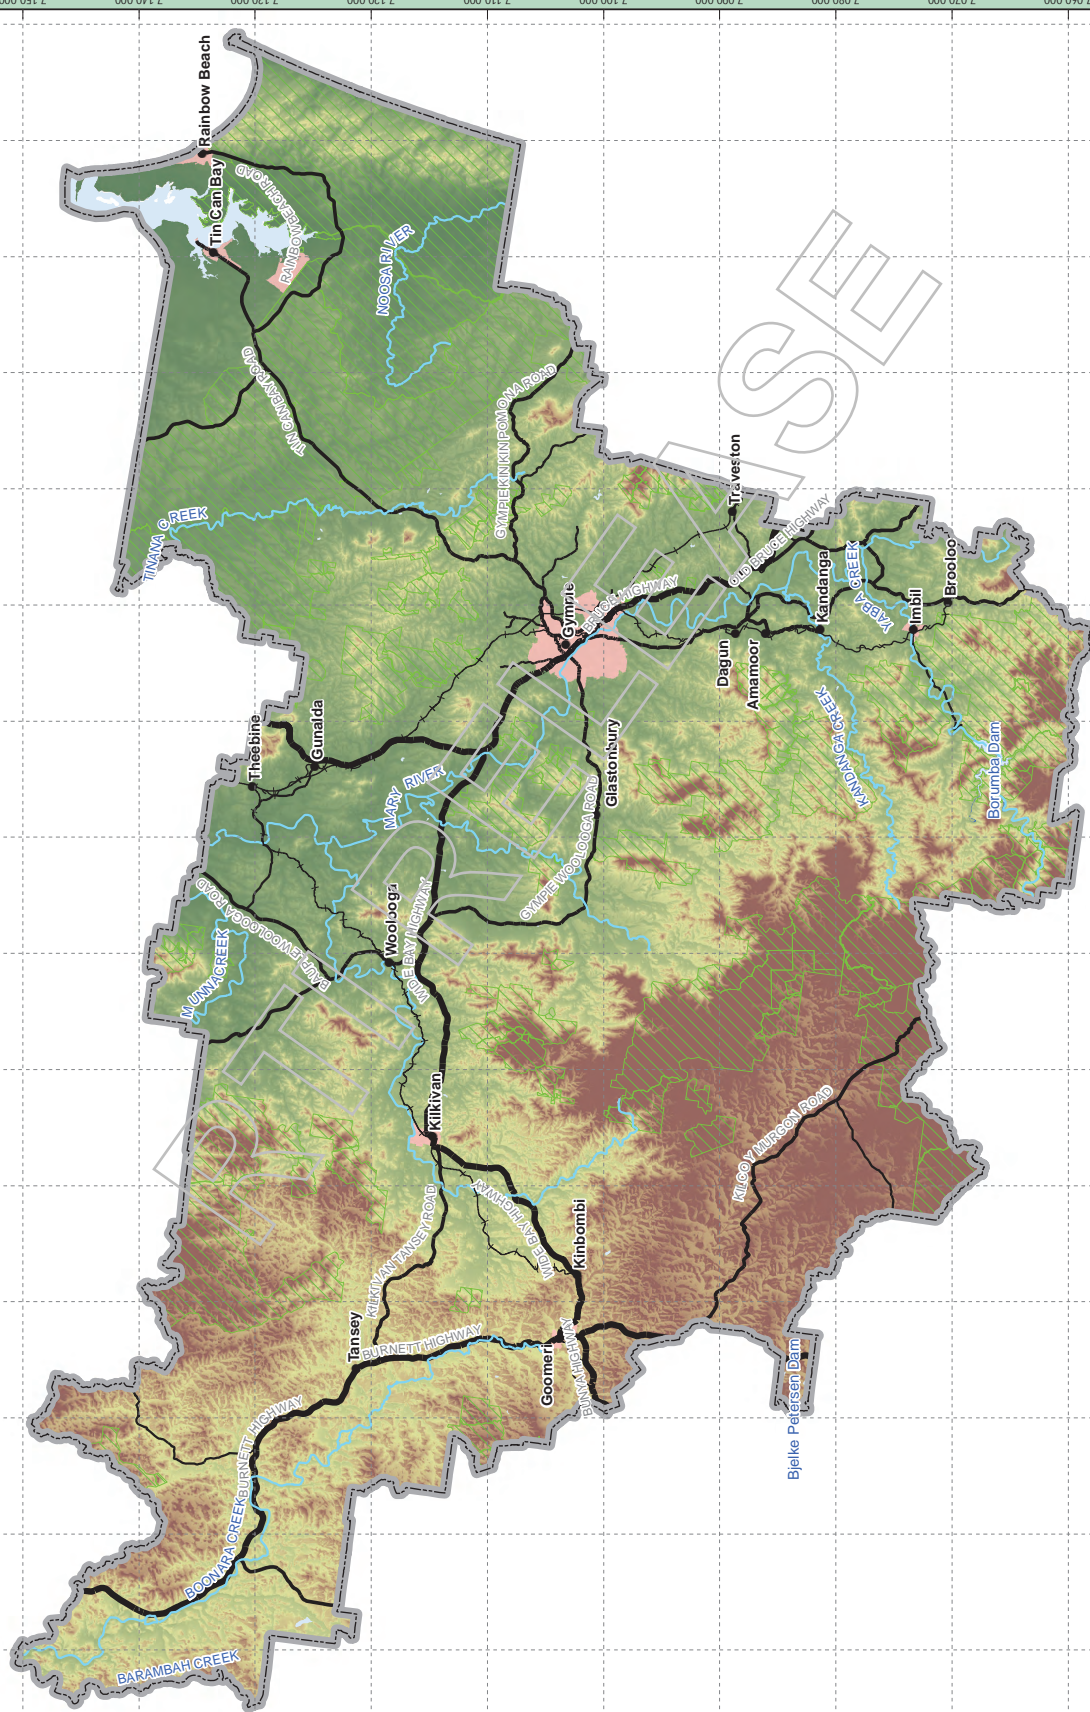 Rainbow Beach
Tin Can Bay
RAINBOW BEACH ROAD
NOOSA RIVER
TIN CAN BAY ROAD
GYMPIE KIN KIN POMONA ROAD
TINANA CREEK
Traveston
OLD BRUCE HIGHWAY
BRUCE HIGHWAY
Gympie
Kandanga
YABBA CREEK
Brooloo
Imbil
Dagun
Amamoor
KANDANGA CREEK
Borumba Dam
Theebine
Gunalda
MARY RIVER
Glastonbury
GYMPIE WOOLOOGA ROAD
BAUPLE WOOLOOGA ROAD
Woolooga
WIDE BAY HIGHWAY
MUNNA CREEK
Kilkivan
KILCOY MURGON ROAD
KILKIVAN TANSEY ROAD
WIDE BAY HIGHWAY
Kinbombi
Tansey
BURNETT HIGHWAY
Goomeri
BUNYA HIGHWAY
Bjelke Petersen Dam
BURNETT HIGHWAY
BOONARA CREEK
BARAMBAH CREEK